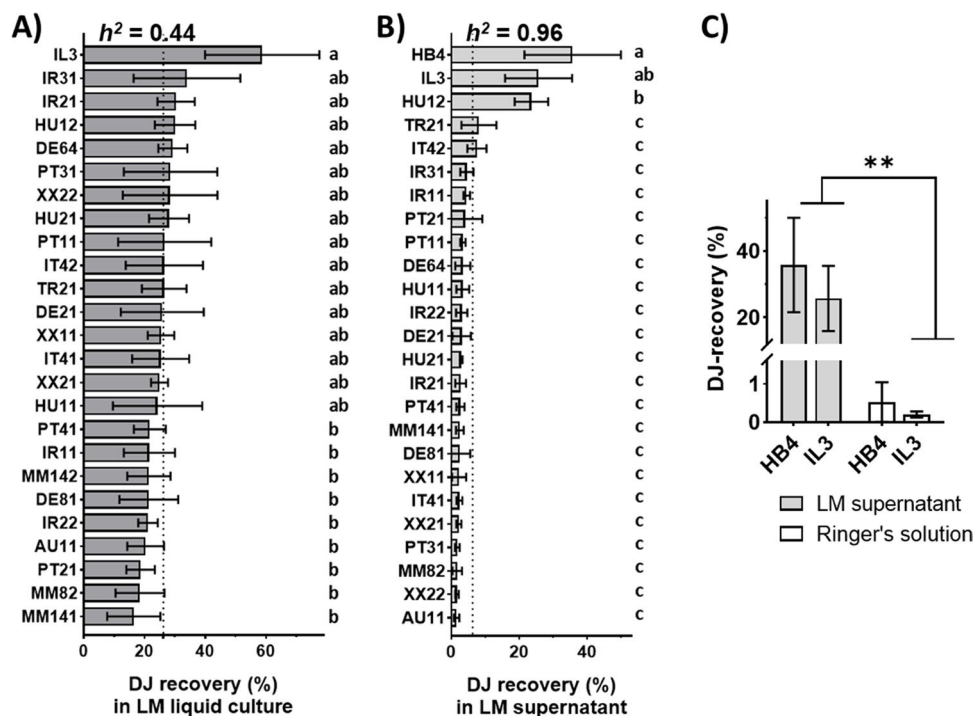 A)
h² = 0.44
IL3 a
IR31 ab
IR21 ab
HU12 ab
DE64 ab
PT31 ab
XX22 ab
HU21 ab
PT11 ab
IT42 ab
TR21 ab
DE21 ab
XX11 ab
IT41 ab
XX21 ab
HU11 ab
PT41 b
IR11 b
MM142 b
DE81 b
IR22 b
AU11 b
PT21 b
MM82 b
MM141 b
0 20 40 60
DJ recovery (%)
in LM liquid culture
B)
h² = 0.96
HB4 a
IL3 ab
HU12 b
TR21 c
IT42 c
IR31 c
IR11 c
PT21 c
PT11 c
DE64 c
HU11 c
IR22 c
DE21 c
HU21 c
IR21 c
PT41 c
MM141 c
DE81 c
XX11 c
IT41 c
XX21 c
PT31 c
MM82 c
XX22 c
AU11 c
0 20 40
DJ recovery (%)
in LM supernatant
C)
**
DJ-recovery (%)
40
20
1
0
HB4 IL3 HB4 IL3
LM supernatant
Ringer's solution